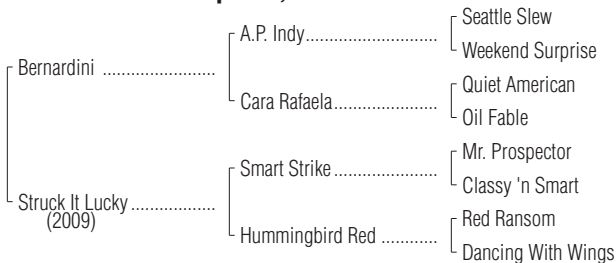 Seattle Slew
A.P. Indy
Weekend Surprise
Bernardini
Quiet American
Cara Rafaela
Oil Fable
Mr. Prospector
Smart Strike
Classy 'n Smart
Struck It Lucky
(2009)
Red Ransom
Hummingbird Red
Dancing With Wings